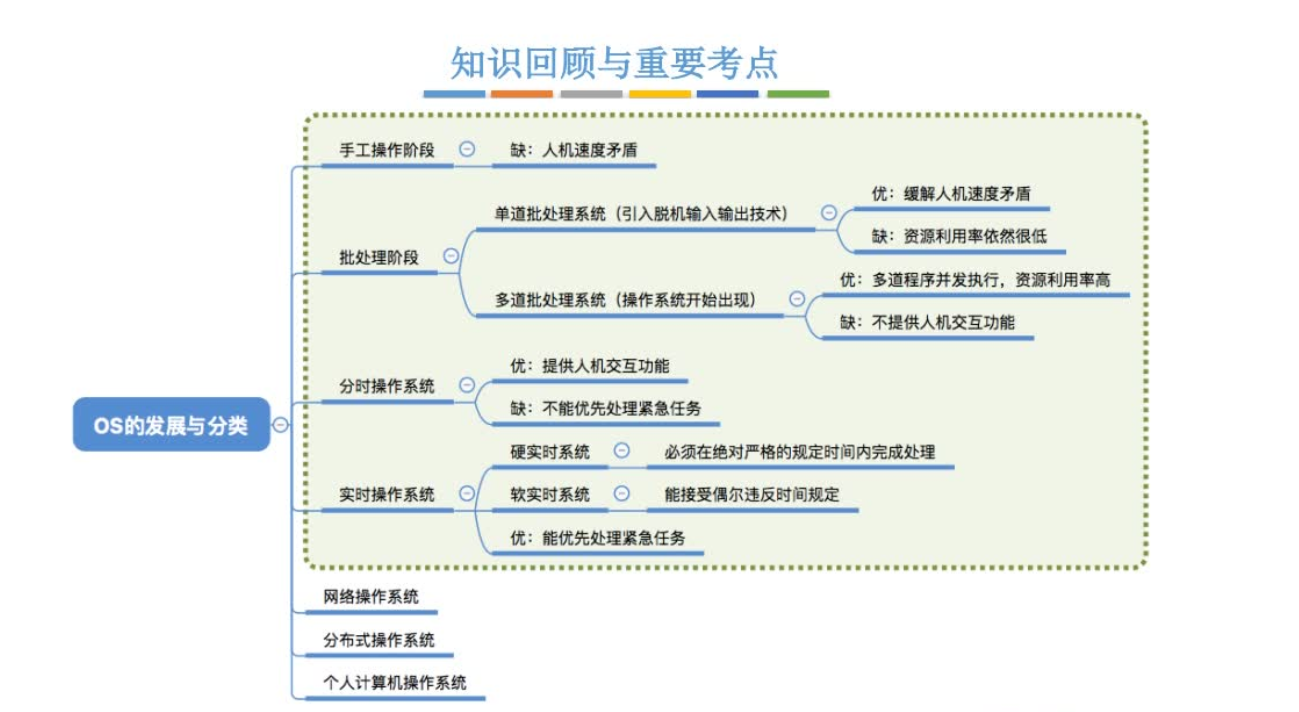 知识回顾与重要考点
手工操作阶段
缺：人机速度矛盾
批处理阶段
单道批处理系统（引入脱机输入输出技术）
优：缓解人机速度矛盾
缺：资源利用率依然很低
多道批处理系统（操作系统开始出现）
优：多道程序并发执行，资源利用率高
缺：不提供人机交互功能
OS的发展与分类
分时操作系统
优：提供人机交互功能
缺：不能优先处理紧急任务
实时操作系统
硬实时系统
必须在绝对严格的规定时间内完成处理
软实时系统
能接受偶尔违反时间规定
优：能优先处理紧急任务
网络操作系统
分布式操作系统
个人计算机操作系统